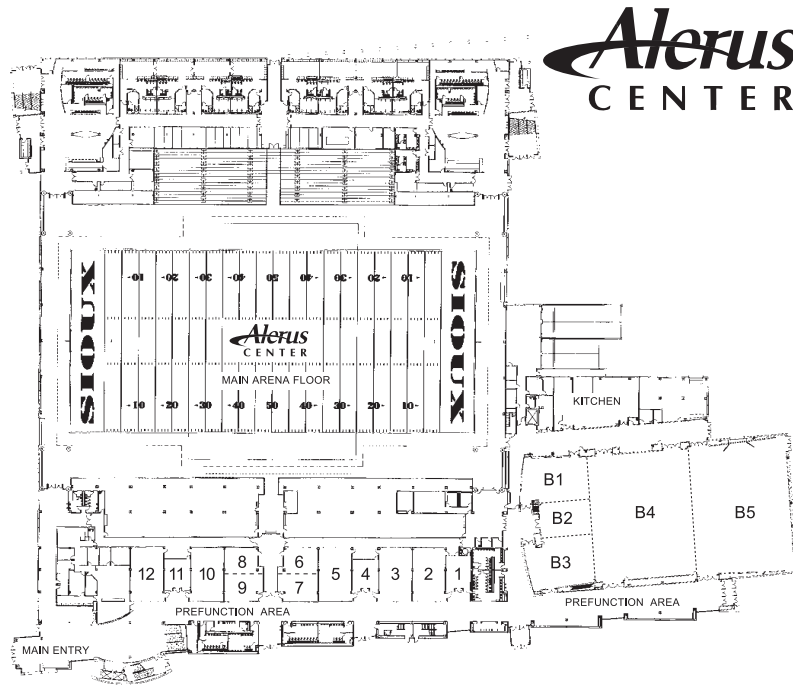 Alerus
CENTER
SIOUX
SIOUX
-10 -20 -30 -40 50 40- 30- 20- 10-
Alerus
CENTER
MAIN ARENA FLOOR
-10 -20 -30 -40 50 40- 30- 20- 10-
KITCHEN
B1
B2
B3
B4
B5
12
11
10
8
9
6
7
5
4
3
2
1
PREFUNCTION AREA
PREFUNCTION AREA
MAIN ENTRY